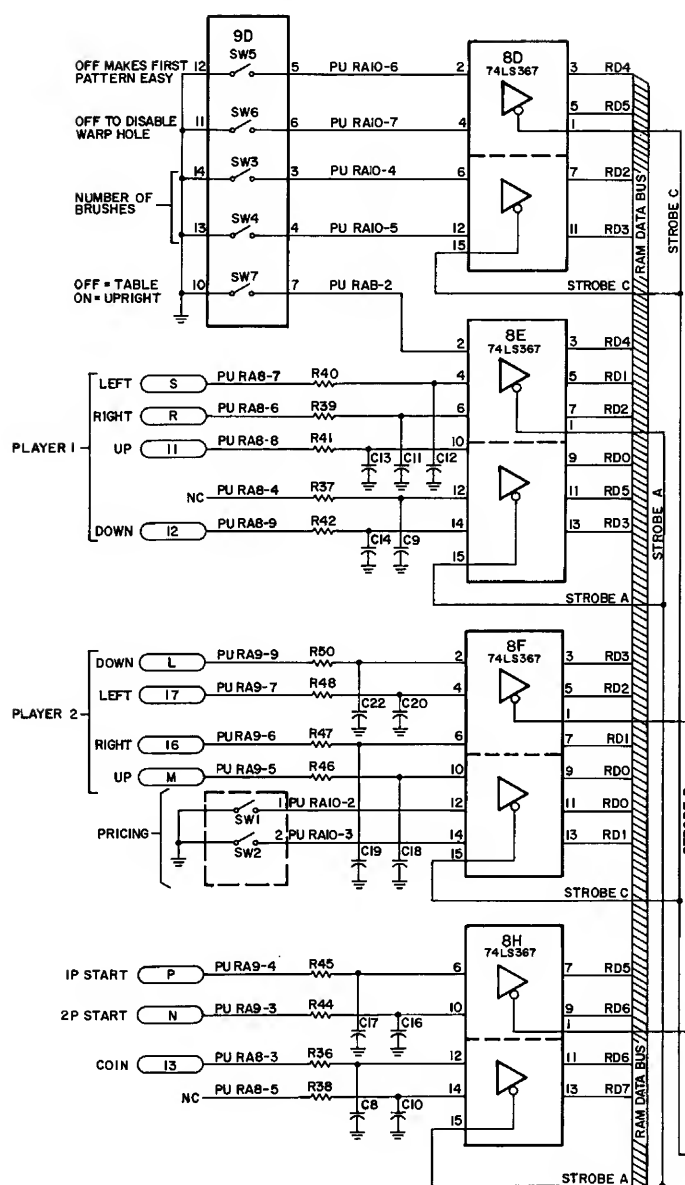 9D
8D
74LS367
OFF MAKES FIRST
PATTERN EASY
12 SW5 5 PU RA10-6 2 3 RD4
5 RD5
OFF TO DISABLE
WARP HOLE
11 SW6 6 PU RA10-7 4 1
14 SW3 3 PU RA10-4 6 7 RD2
NUMBER OF
BRUSHES
13 SW4 4 PU RA10-5 12 11 RD3
15
OFF = TABLE
ON = UPRIGHT
10 SW7 7 PU RAB-2
STROBE C
RAM DATA BUS
STROBE C
8E
74LS367
2 3 RD4
PLAYER 1
LEFT S PU RA8-7 R40 4 5 RD1
RIGHT R PU RA8-6 R39 6 7 RD2
1
UP 11 PU RA8-8 R41 10 9 RD0
C13 C11 C12
NC PU RA8-4 R37 12 11 RD5
DOWN 12 PU RA8-9 R42 14 13 RD3
C14 C9
15
STROBE A
STROBE A
8F
74LS367
PLAYER 2
DOWN L PU RA9-9 R50 2 3 RD3
LEFT 17 PU RA9-7 R48 4 5 RD2
C22 C20
1
RIGHT 16 PU RA9-6 R47 6 7 RD1
UP M PU RA9-5 R46 10 9 RD0
PRICING
SW1 1 PU RA10-2 12 11 RD0
SW2 2 PU RA10-3 14 13 RD1
C19 C18
15
STROBE C
8H
74LS367
1P START P PU RA9-4 R45 6 7 RD5
2P START N PU RA9-3 R44 10 9 RD6
C17 C16
1
COIN 13 PU RA8-3 R36 12 11 RD6
NC PU RA8-5 R38 14 13 RD7
C8 C10
15
RAM DATA BUS
STROBE A